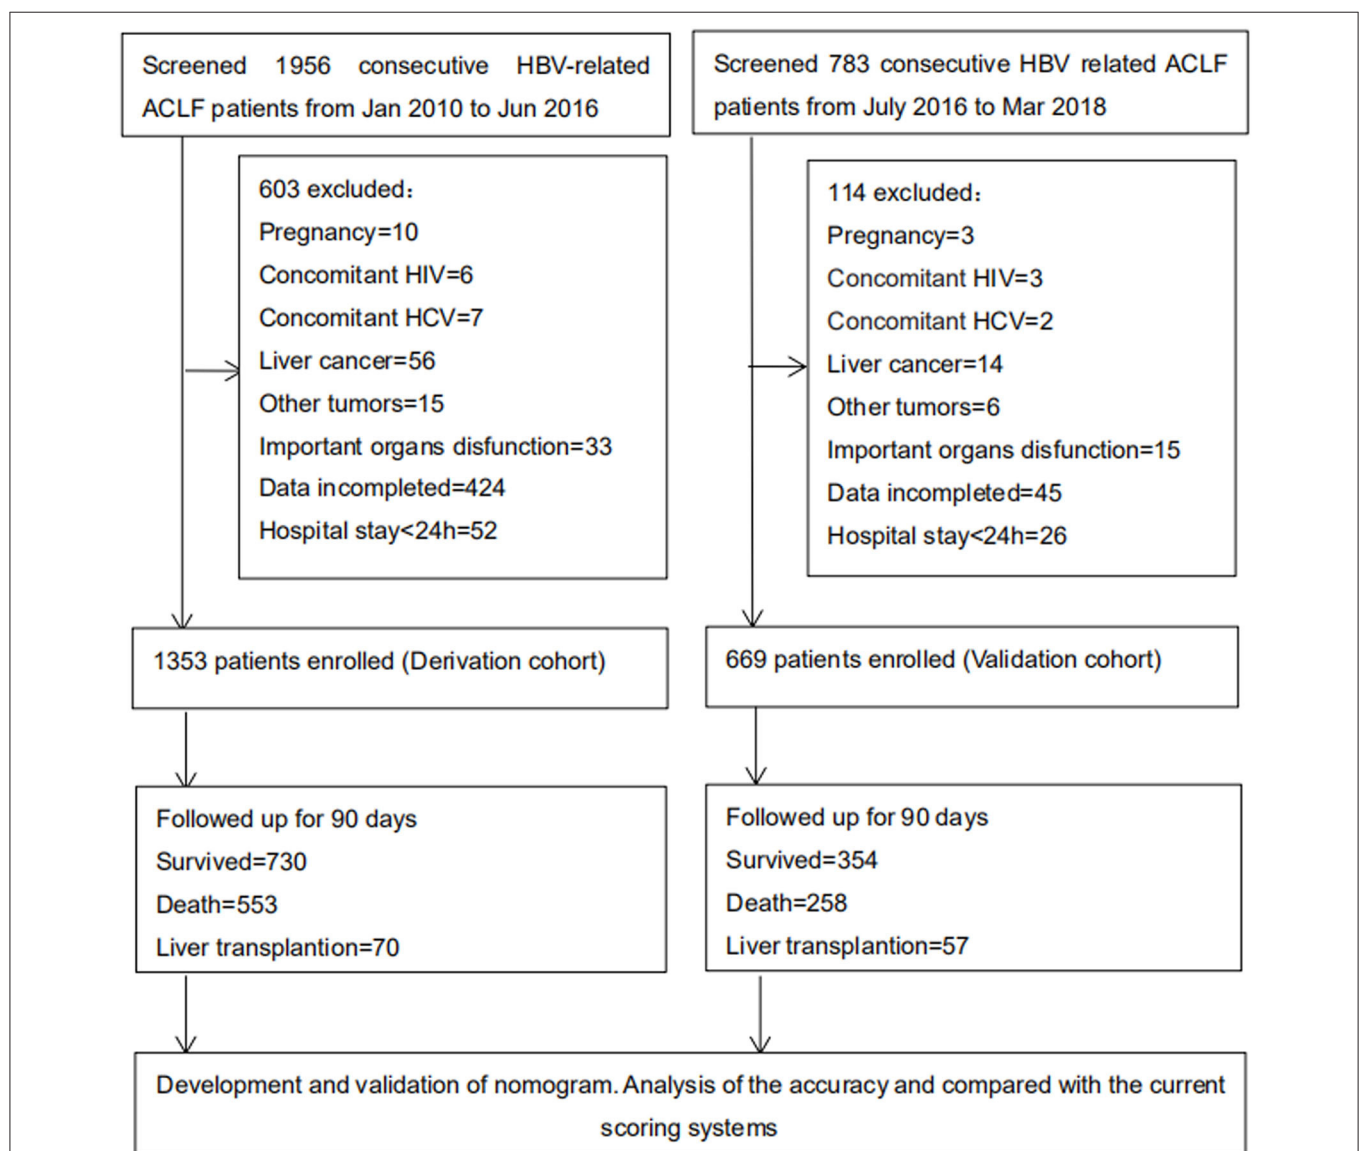 Screened 1956 consecutive HBV-related
ACLF patients from Jan 2010 to Jun 2016
603 excluded：
Pregnancy=10
Concomitant HIV=6
Concomitant HCV=7
Liver cancer=56
Other tumors=15
Important organs disfunction=33
Data incompleted=424
Hospital stay<24h=52
1353 patients enrolled (Derivation cohort)
Followed up for 90 days
Survived=730
Death=553
Liver transplantion=70
Screened 783 consecutive HBV related ACLF
patients from July 2016 to Mar 2018
114 excluded：
Pregnancy=3
Concomitant HIV=3
Concomitant HCV=2
Liver cancer=14
Other tumors=6
Important organs disfunction=15
Data incompleted=45
Hospital stay<24h=26
669 patients enrolled (Validation cohort)
Followed up for 90 days
Survived=354
Death=258
Liver transplantion=57
Development and validation of nomogram. Analysis of the accuracy and compared with the current
scoring systems